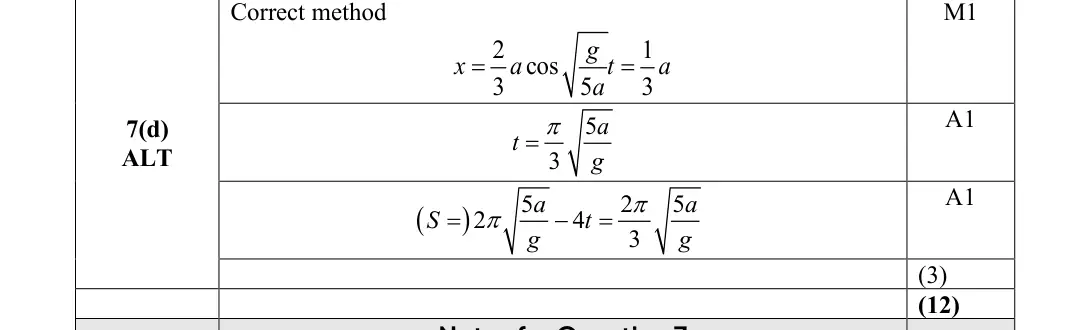 Correct method M1
x = 2/3 a cos √(g/5a) t = 1/3 a
7(d)
ALT
t = π/3 √(5a/g) A1
(S =) 2π √(5a/g) − 4t = 2π/3 √(5a/g) A1
(3)
(12)